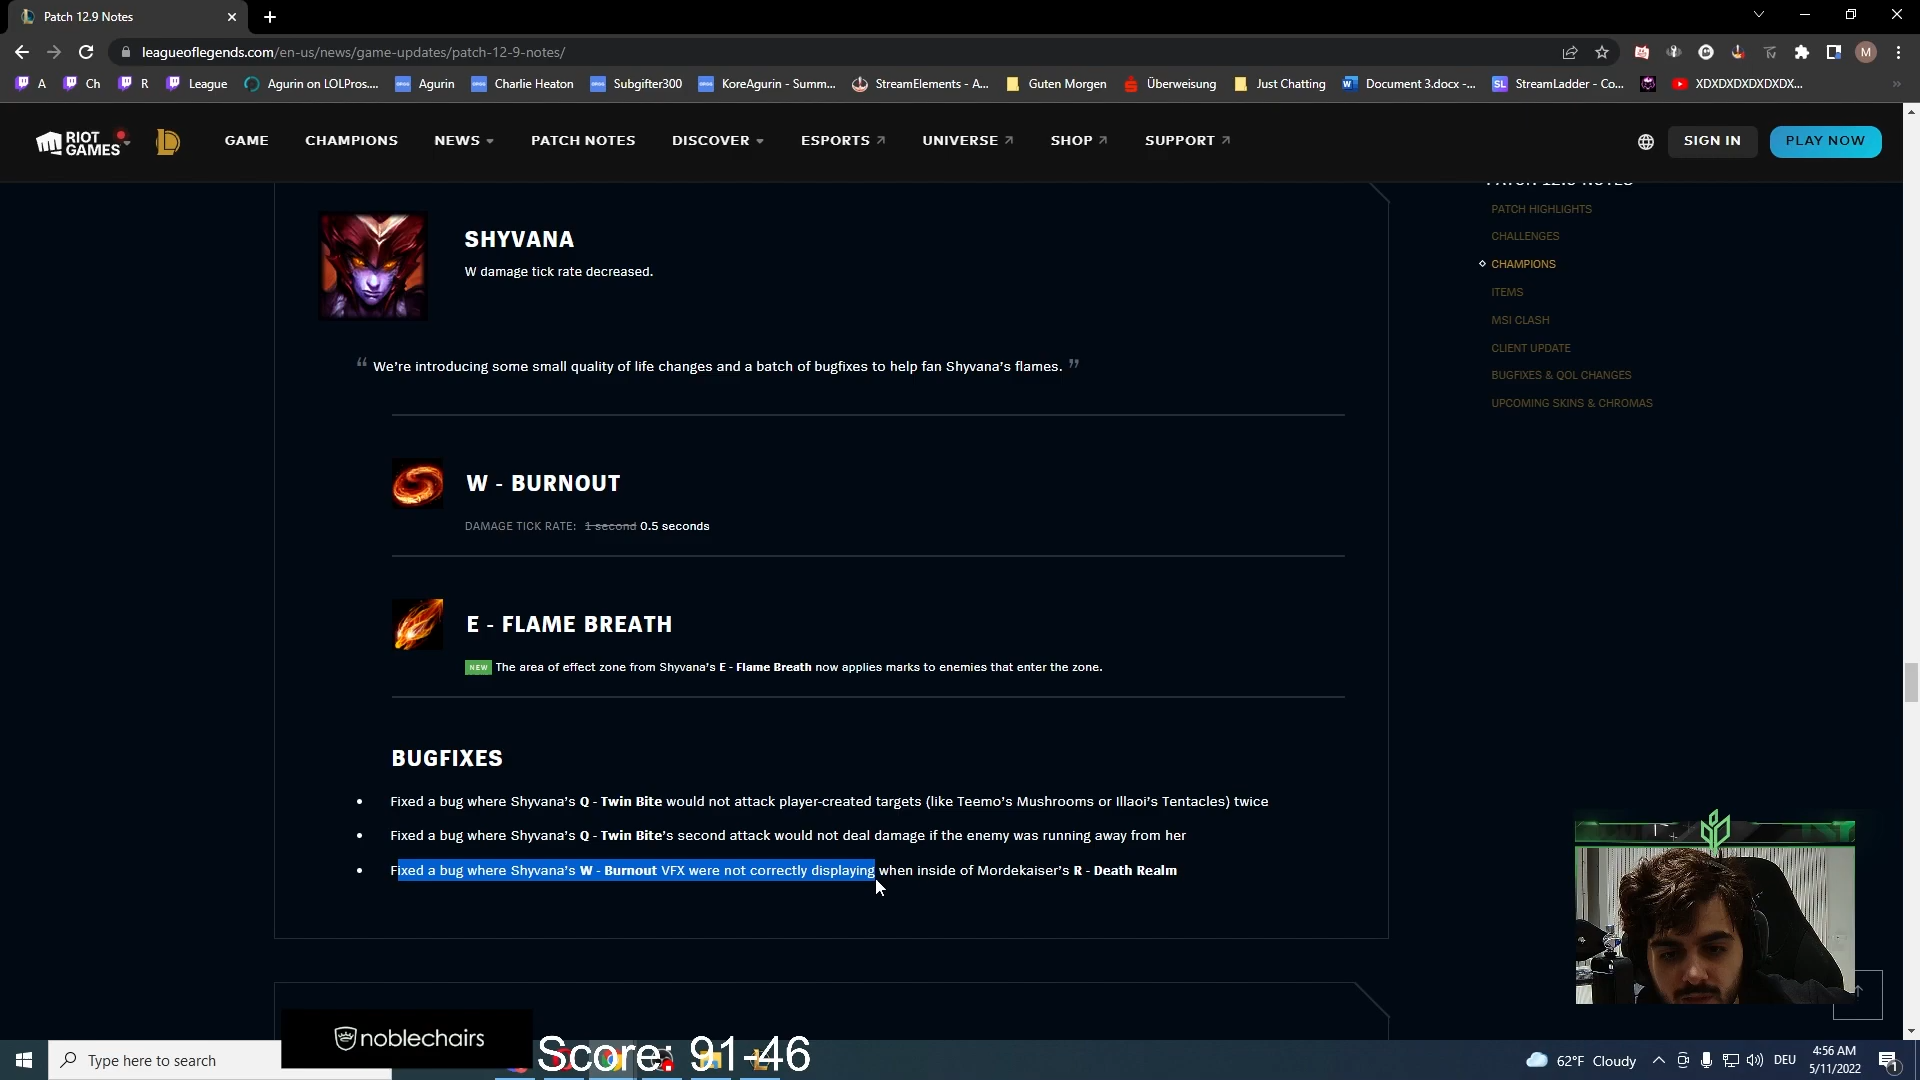 Patch 12.9 Notes
leagueoflegends.com/en-us/news/game-updates/patch-12-9-notes/
M
A
Ch
R
League
Agurin on LOLPros....
Agurin
Charlie Heaton
Subgifter300
KoreAgurin - Summ...
StreamElements - A...
Guten Morgen
Überweisung
Just Chatting
Document 3.docx -...
SL
StreamLadder - Co...
XDXDXDXDXDXDX...
RIOT GAMES
GAME
CHAMPIONS
NEWS
PATCH NOTES
DISCOVER
ESPORTS
UNIVERSE
SHOP
SUPPORT
SIGN IN
PLAY NOW
PATCH 12.9 NOTES
PATCH HIGHLIGHTS
CHALLENGES
CHAMPIONS
ITEMS
MSI CLASH
CLIENT UPDATE
BUGFIXES & QOL CHANGES
UPCOMING SKINS & CHROMAS
SHYVANA
W damage tick rate decreased.
“ We’re introducing some small quality of life changes and a batch of bugfixes to help fan Shyvana’s flames. ”
W - BURNOUT
DAMAGE TICK RATE: 1 second 0.5 seconds
E - FLAME BREATH
NEW The area of effect zone from Shyvana’s E - Flame Breath now applies marks to enemies that enter the zone.
BUGFIXES
• Fixed a bug where Shyvana’s Q - Twin Bite would not attack player-created targets (like Teemo’s Mushrooms or Illaoi’s Tentacles) twice
• Fixed a bug where Shyvana’s Q - Twin Bite’s second attack would not deal damage if the enemy was running away from her
• Fixed a bug where Shyvana’s W - Burnout VFX were not correctly displaying when inside of Mordekaiser’s R - Death Realm
noblechairs
Score: 91-46
Type here to search
62°F Cloudy
DEU
4:56 AM
5/11/2022
1